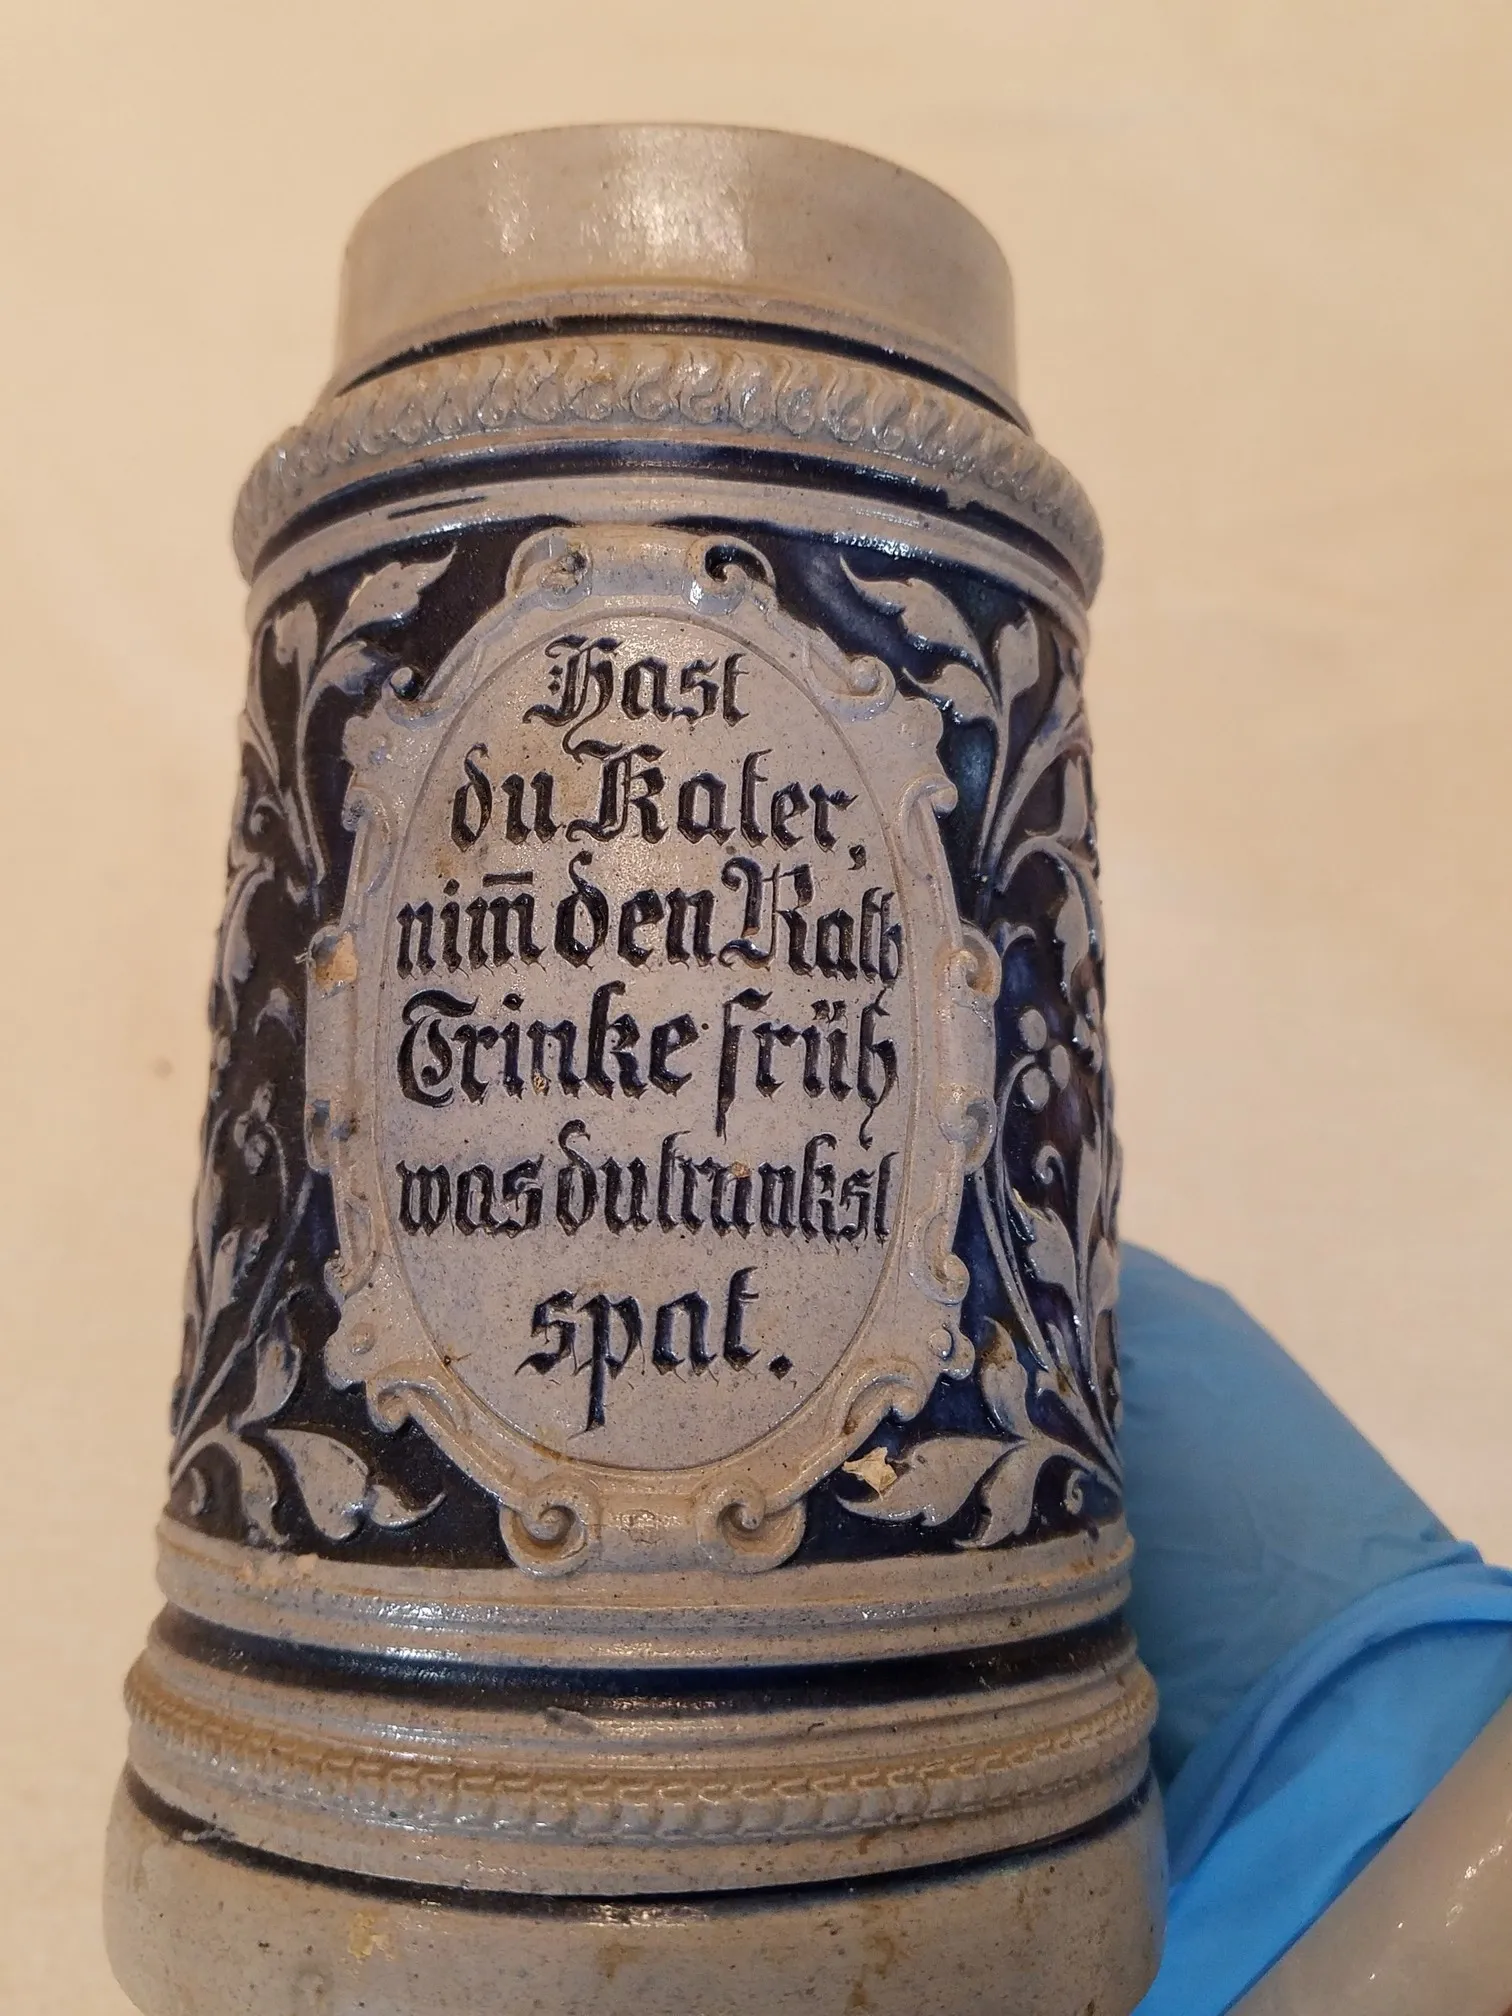 Hast
du Kater,
nim̄ den Rath
Trinke früh
was du trankst
spat.